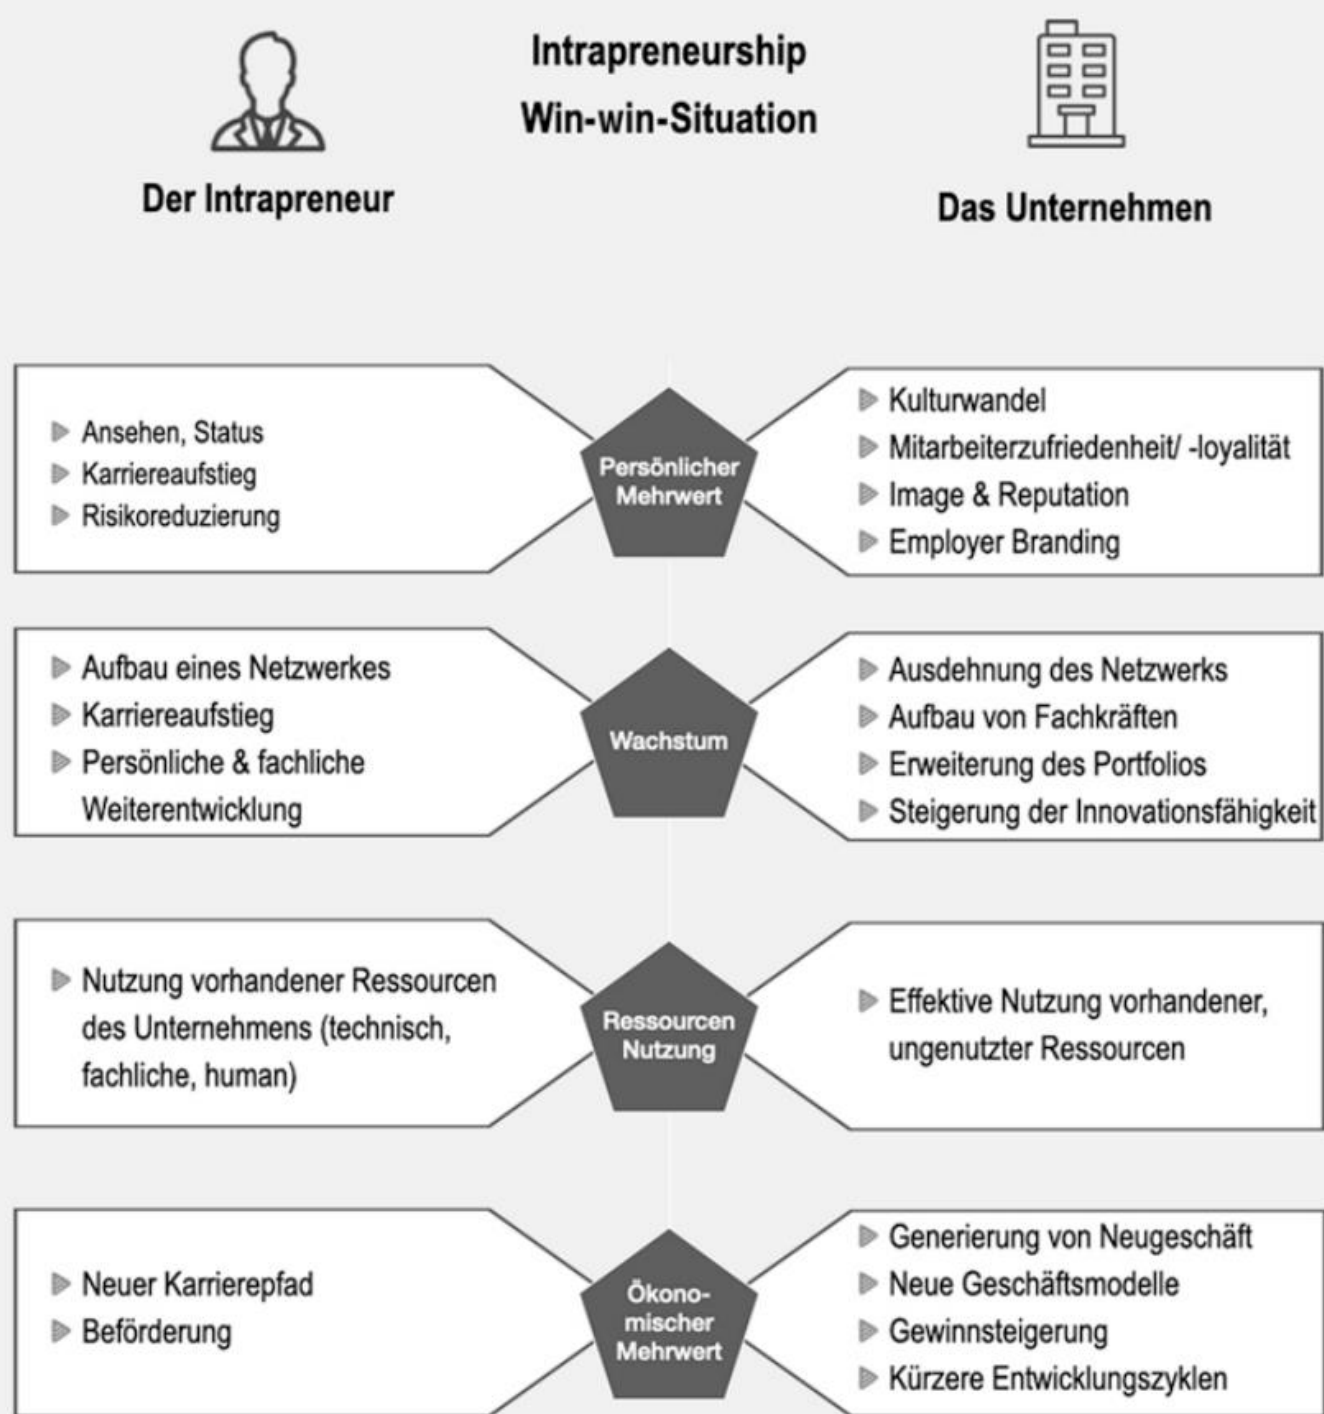 Intrapreneurship
Win-win-Situation
Der Intrapreneur
Das Unternehmen
Ansehen, Status
Karriereaufstieg
Risikoreduzierung
Persönlicher
Mehrwert
Kulturwandel
Mitarbeiterzufriedenheit/ -loyalität
Image & Reputation
Employer Branding
Aufbau eines Netzwerkes
Karriereaufstieg
Persönliche & fachliche
Weiterentwicklung
Wachstum
Ausdehnung des Netzwerks
Aufbau von Fachkräften
Erweiterung des Portfolios
Steigerung der Innovationsfähigkeit
Nutzung vorhandener Ressourcen
des Unternehmens (technisch,
fachliche, human)
Ressourcen
Nutzung
Effektive Nutzung vorhandener,
ungenutzter Ressourcen
Neuer Karrierepfad
Beförderung
Ökono-
mischer
Mehrwert
Generierung von Neugeschäft
Neue Geschäftsmodelle
Gewinnsteigerung
Kürzere Entwicklungszyklen